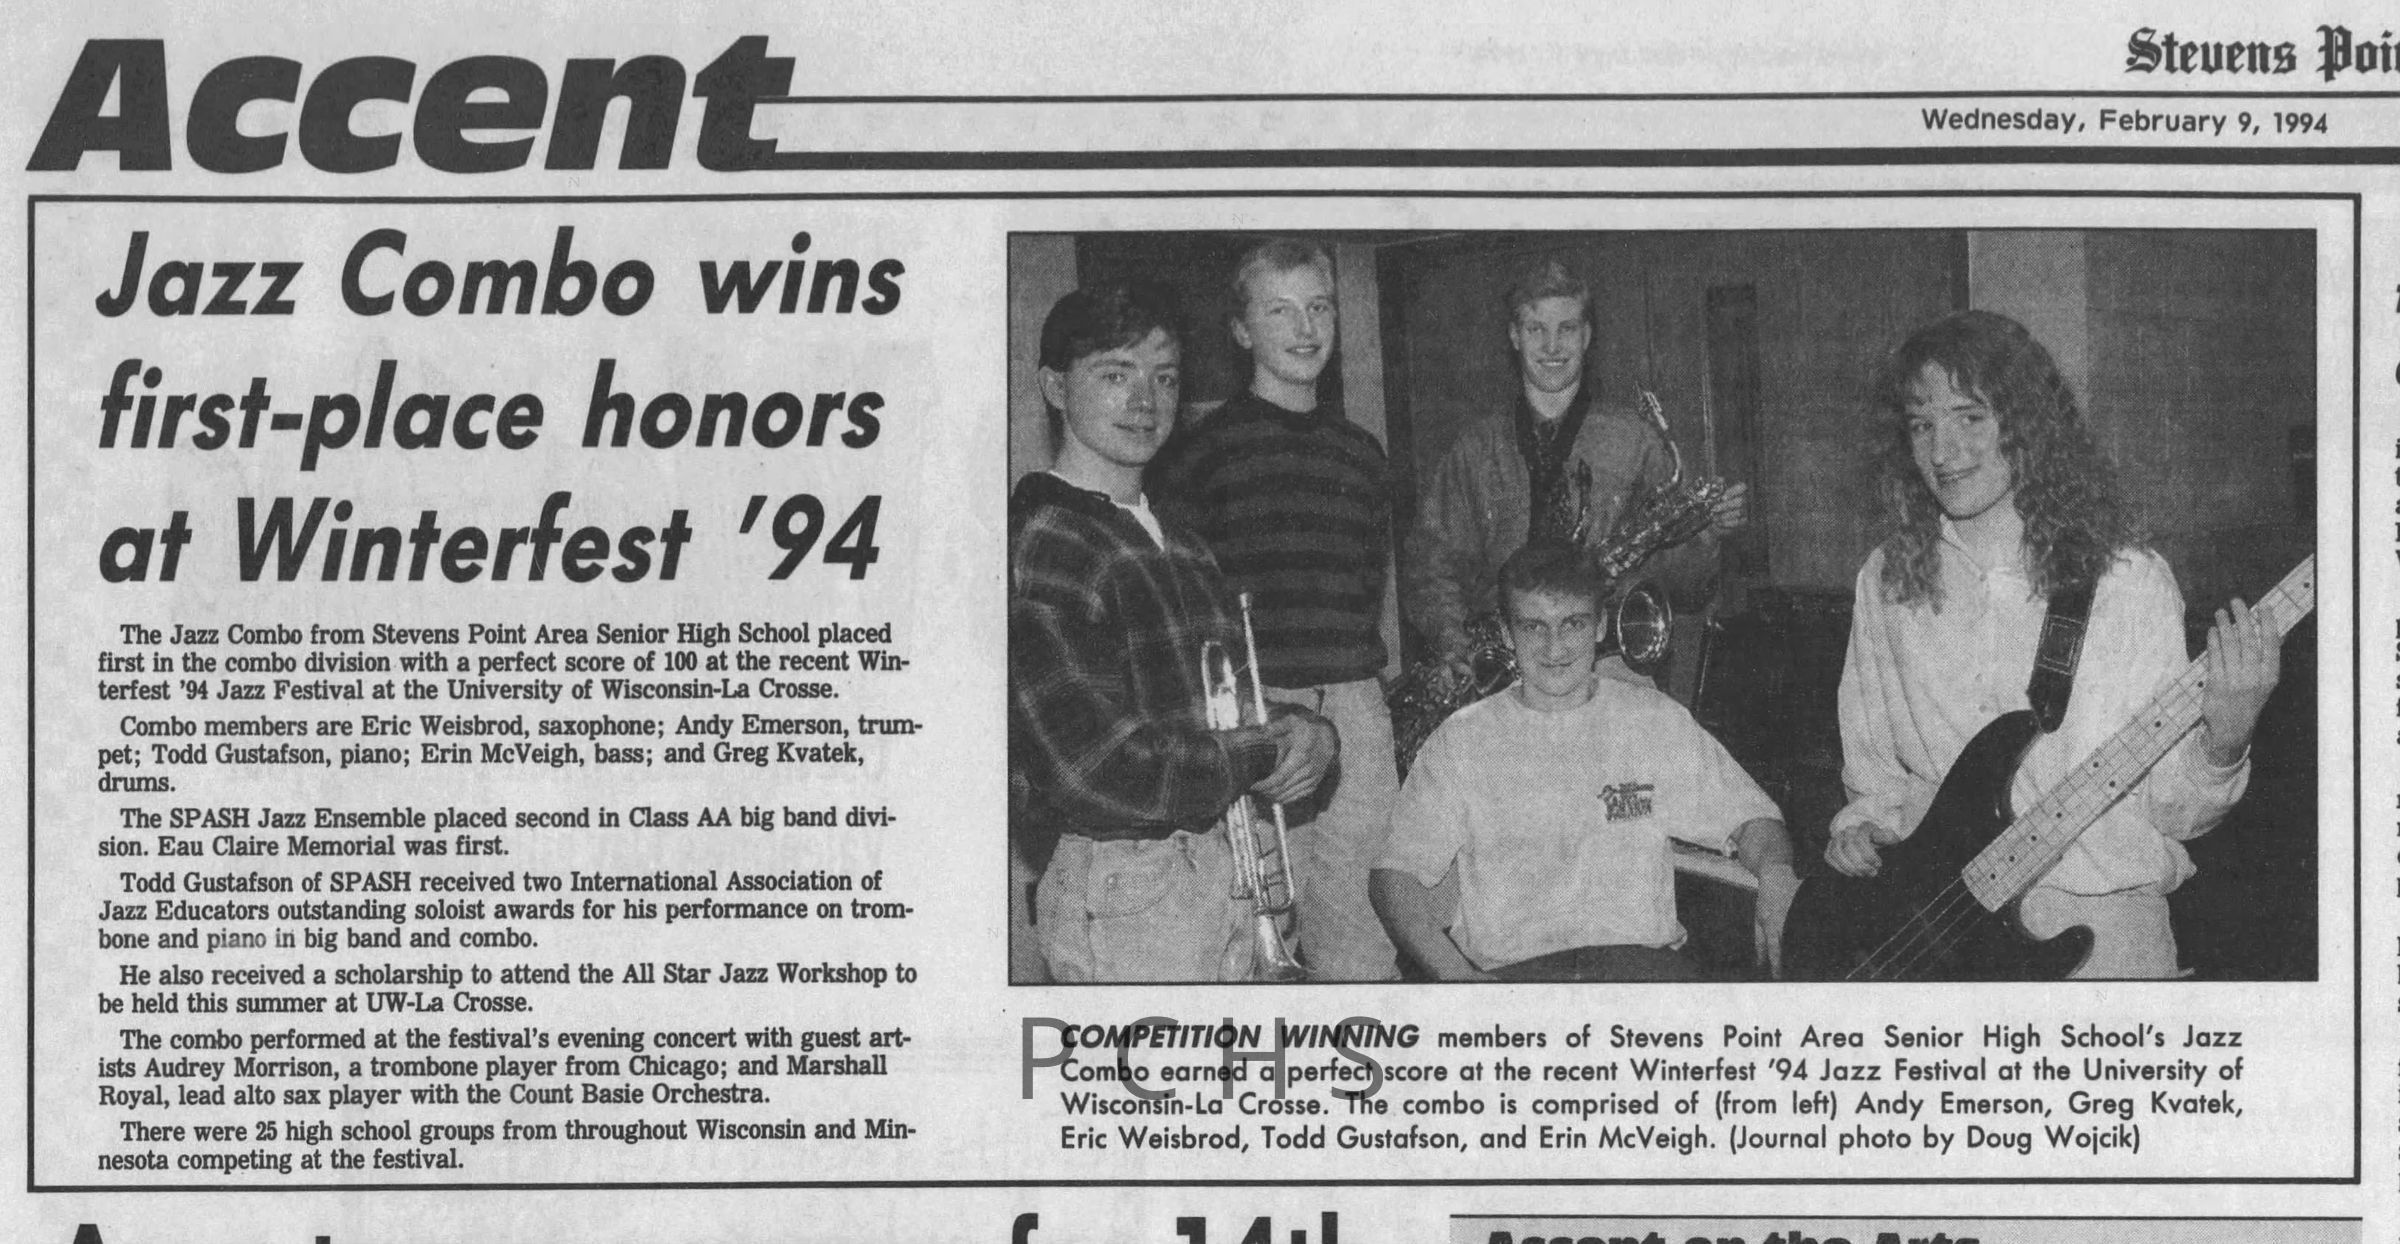 Accent
Stevens
Wednesday, February 9, 1994
Jazz Combo wins
first-place honors
at Winterfest '94
The Jazz Combo from Stevens Point Area Senior High School placed
first in the combo division with a perfect score of 100 at the recent Win-
terfest '94 Jazz Festival at the University of Wisconsin-La Crosse.
Combo members are Eric Weisbrod, saxophone; Andy Emerson, trum-
pet; Todd Gustafson, piano; Erin McVeigh, bass; and Greg Kvatek,
drums.
The SPASH Jazz Ensemble placed second in Class AA big band divi-
sion. Eau Claire Memorial was first.
Todd Gustafson of SPASH received two International Association of
Jazz Educators outstanding soloist awards for his performance on trom-
bone and piano in big band and combo.
He also received a scholarship to attend the All Star Jazz Workshop to
be held this summer at UW-La Crosse.
The combo performed at the festival's evening concert with guest art-
ists Audrey Morrison, a trombone player from Chicago; and Marshall
Royal, lead alto sax player with the Count Basie Orchestra.
There were 25 high school groups from throughout Wisconsin and Min-
nesota competing at the festival.
COMPETITION WINNING members of Stevens Point Area Senior High School's Jazz
Combo earned a perfect score at the recent Winterfest '94 Jazz Festival at the University of
Wisconsin-La Crosse. The combo is comprised of (from left) Andy Emerson, Greg Kvatek,
Eric Weisbrod, Todd Gustafson, and Erin McVeigh. (Journal photo by Doug Wojcik)
PCHS
Accent on the Arts